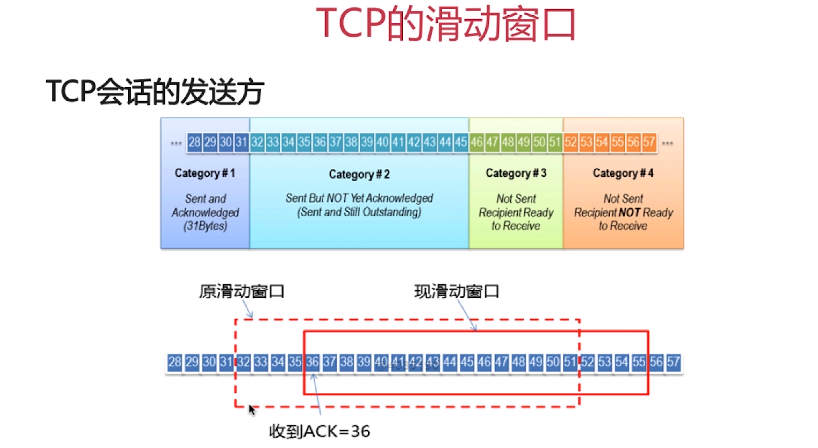 TCP的滑动窗口
TCP会话的发送方
... 28 29 30 31 32 33 34 35 36 37 38 39 40 41 42 43 44 45 46 47 48 49 50 51 52 53 54 55 56 57 ...
Category # 1
Sent and
Acknowledged
(31Bytes)
Category # 2
Sent But NOT Yet Acknowledged
(Sent and Still Outstanding)
Category # 3
Not Sent
Recipient Ready
to Receive
Category # 4
Not Sent
Recipient NOT Ready
to Receive
原滑动窗口
现滑动窗口
28 29 30 31 32 33 34 35 36 37 38 39 40 41 42 43 44 45 46 47 48 49 50 51 52 53 54 55 56 57
收到ACK=36